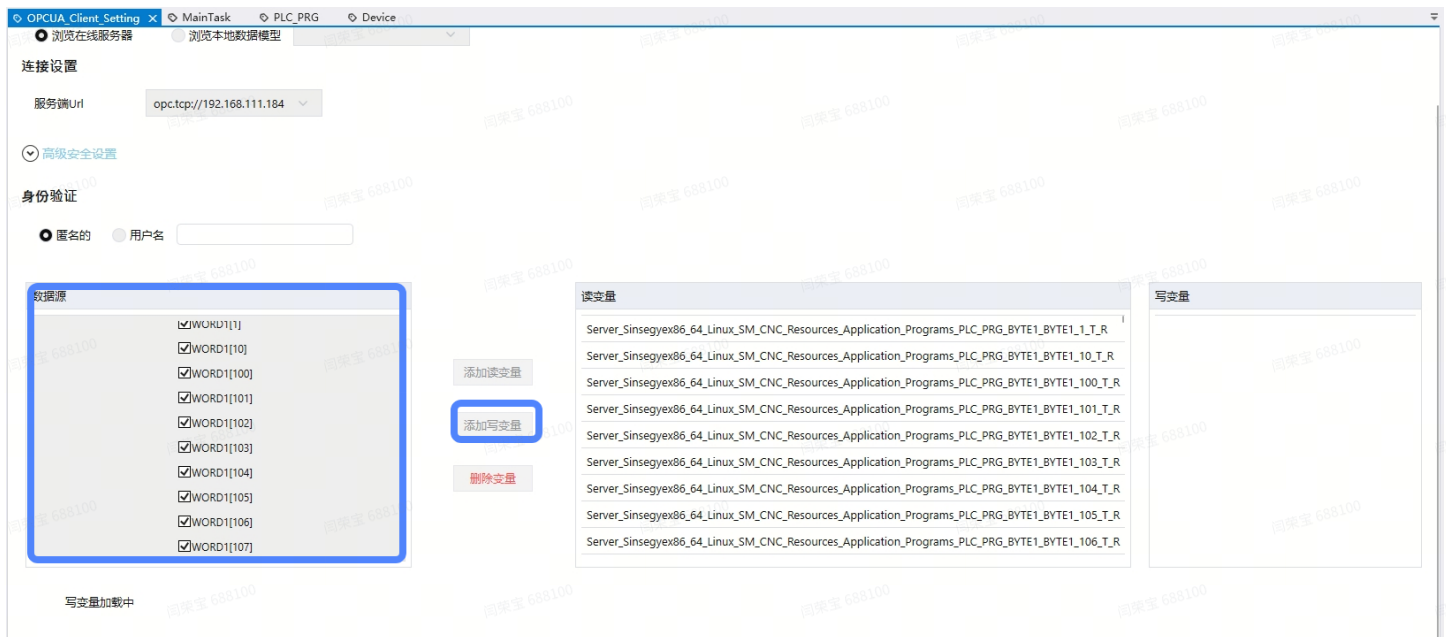 OPCUA_Client_Setting MainTask PLC_PRG Device
浏览在线服务器 浏览本地数据模型
连接设置
服务端Url opc.tcp://192.168.111.184
高级安全设置
身份验证
匿名的 用户名
数据源
WORD1[1]
WORD1[10]
WORD1[100]
WORD1[101]
WORD1[102]
WORD1[103]
WORD1[104]
WORD1[105]
WORD1[106]
WORD1[107]
添加读变量
添加写变量
删除变量
读变量
Server_Sinsegyex86_64_Linux_SM_CNC_Resources_Application_Programs_PLC_PRG_BYTE1_BYTE1_1_T_R
Server_Sinsegyex86_64_Linux_SM_CNC_Resources_Application_Programs_PLC_PRG_BYTE1_BYTE1_10_T_R
Server_Sinsegyex86_64_Linux_SM_CNC_Resources_Application_Programs_PLC_PRG_BYTE1_BYTE1_100_T_R
Server_Sinsegyex86_64_Linux_SM_CNC_Resources_Application_Programs_PLC_PRG_BYTE1_BYTE1_101_T_R
Server_Sinsegyex86_64_Linux_SM_CNC_Resources_Application_Programs_PLC_PRG_BYTE1_BYTE1_102_T_R
Server_Sinsegyex86_64_Linux_SM_CNC_Resources_Application_Programs_PLC_PRG_BYTE1_BYTE1_103_T_R
Server_Sinsegyex86_64_Linux_SM_CNC_Resources_Application_Programs_PLC_PRG_BYTE1_BYTE1_104_T_R
Server_Sinsegyex86_64_Linux_SM_CNC_Resources_Application_Programs_PLC_PRG_BYTE1_BYTE1_105_T_R
Server_Sinsegyex86_64_Linux_SM_CNC_Resources_Application_Programs_PLC_PRG_BYTE1_BYTE1_106_T_R
写变量
写变量加载中
闫荣宝 688100